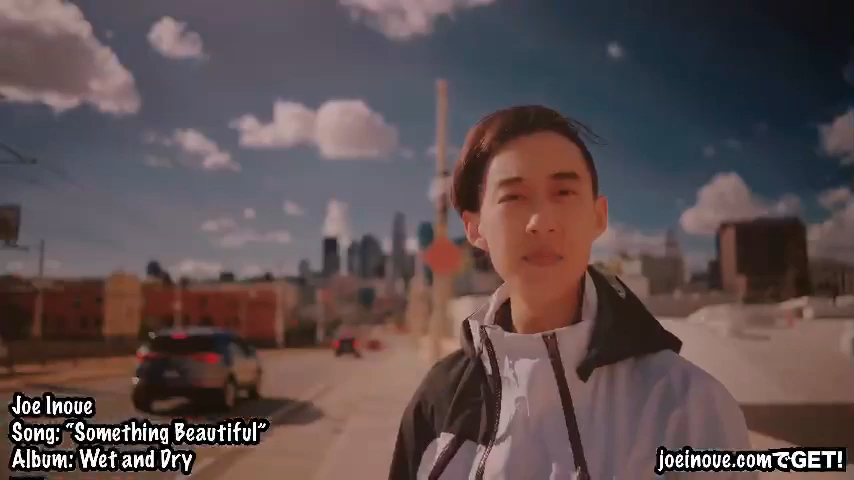 Joe Inoue
Song: “Something Beautiful”
Album: Wet and Dry
joeinoue.comでGET!